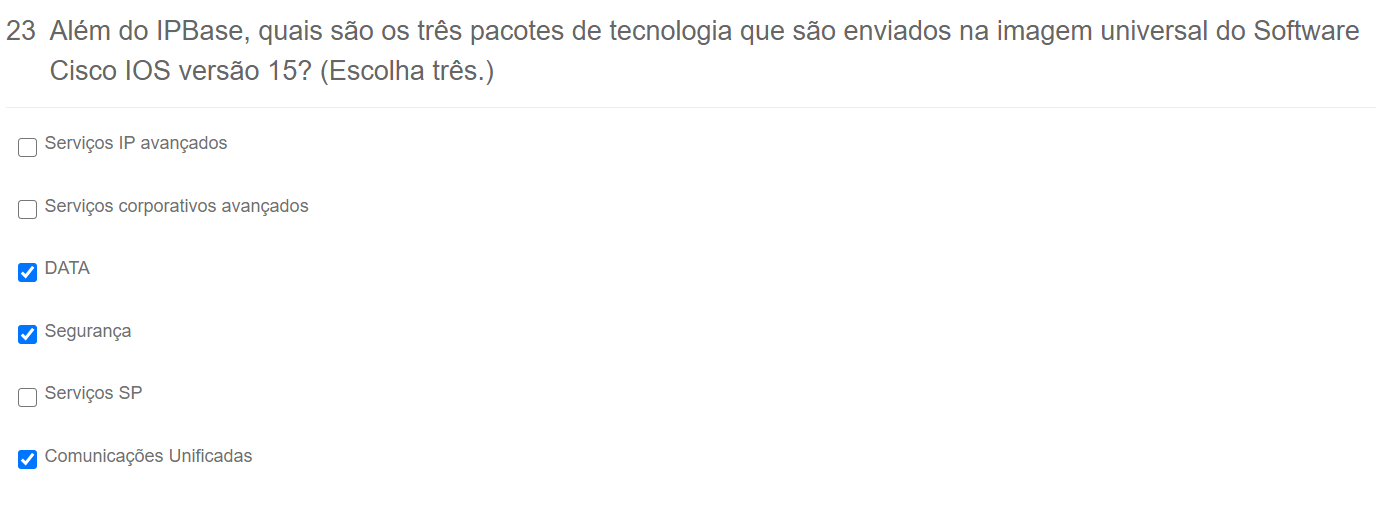 23 Além do IPBase, quais são os três pacotes de tecnologia que são enviados na imagem universal do Software
Cisco IOS versão 15? (Escolha três.)
Serviços IP avançados
Serviços corporativos avançados
DATA
Segurança
Serviços SP
Comunicações Unificadas